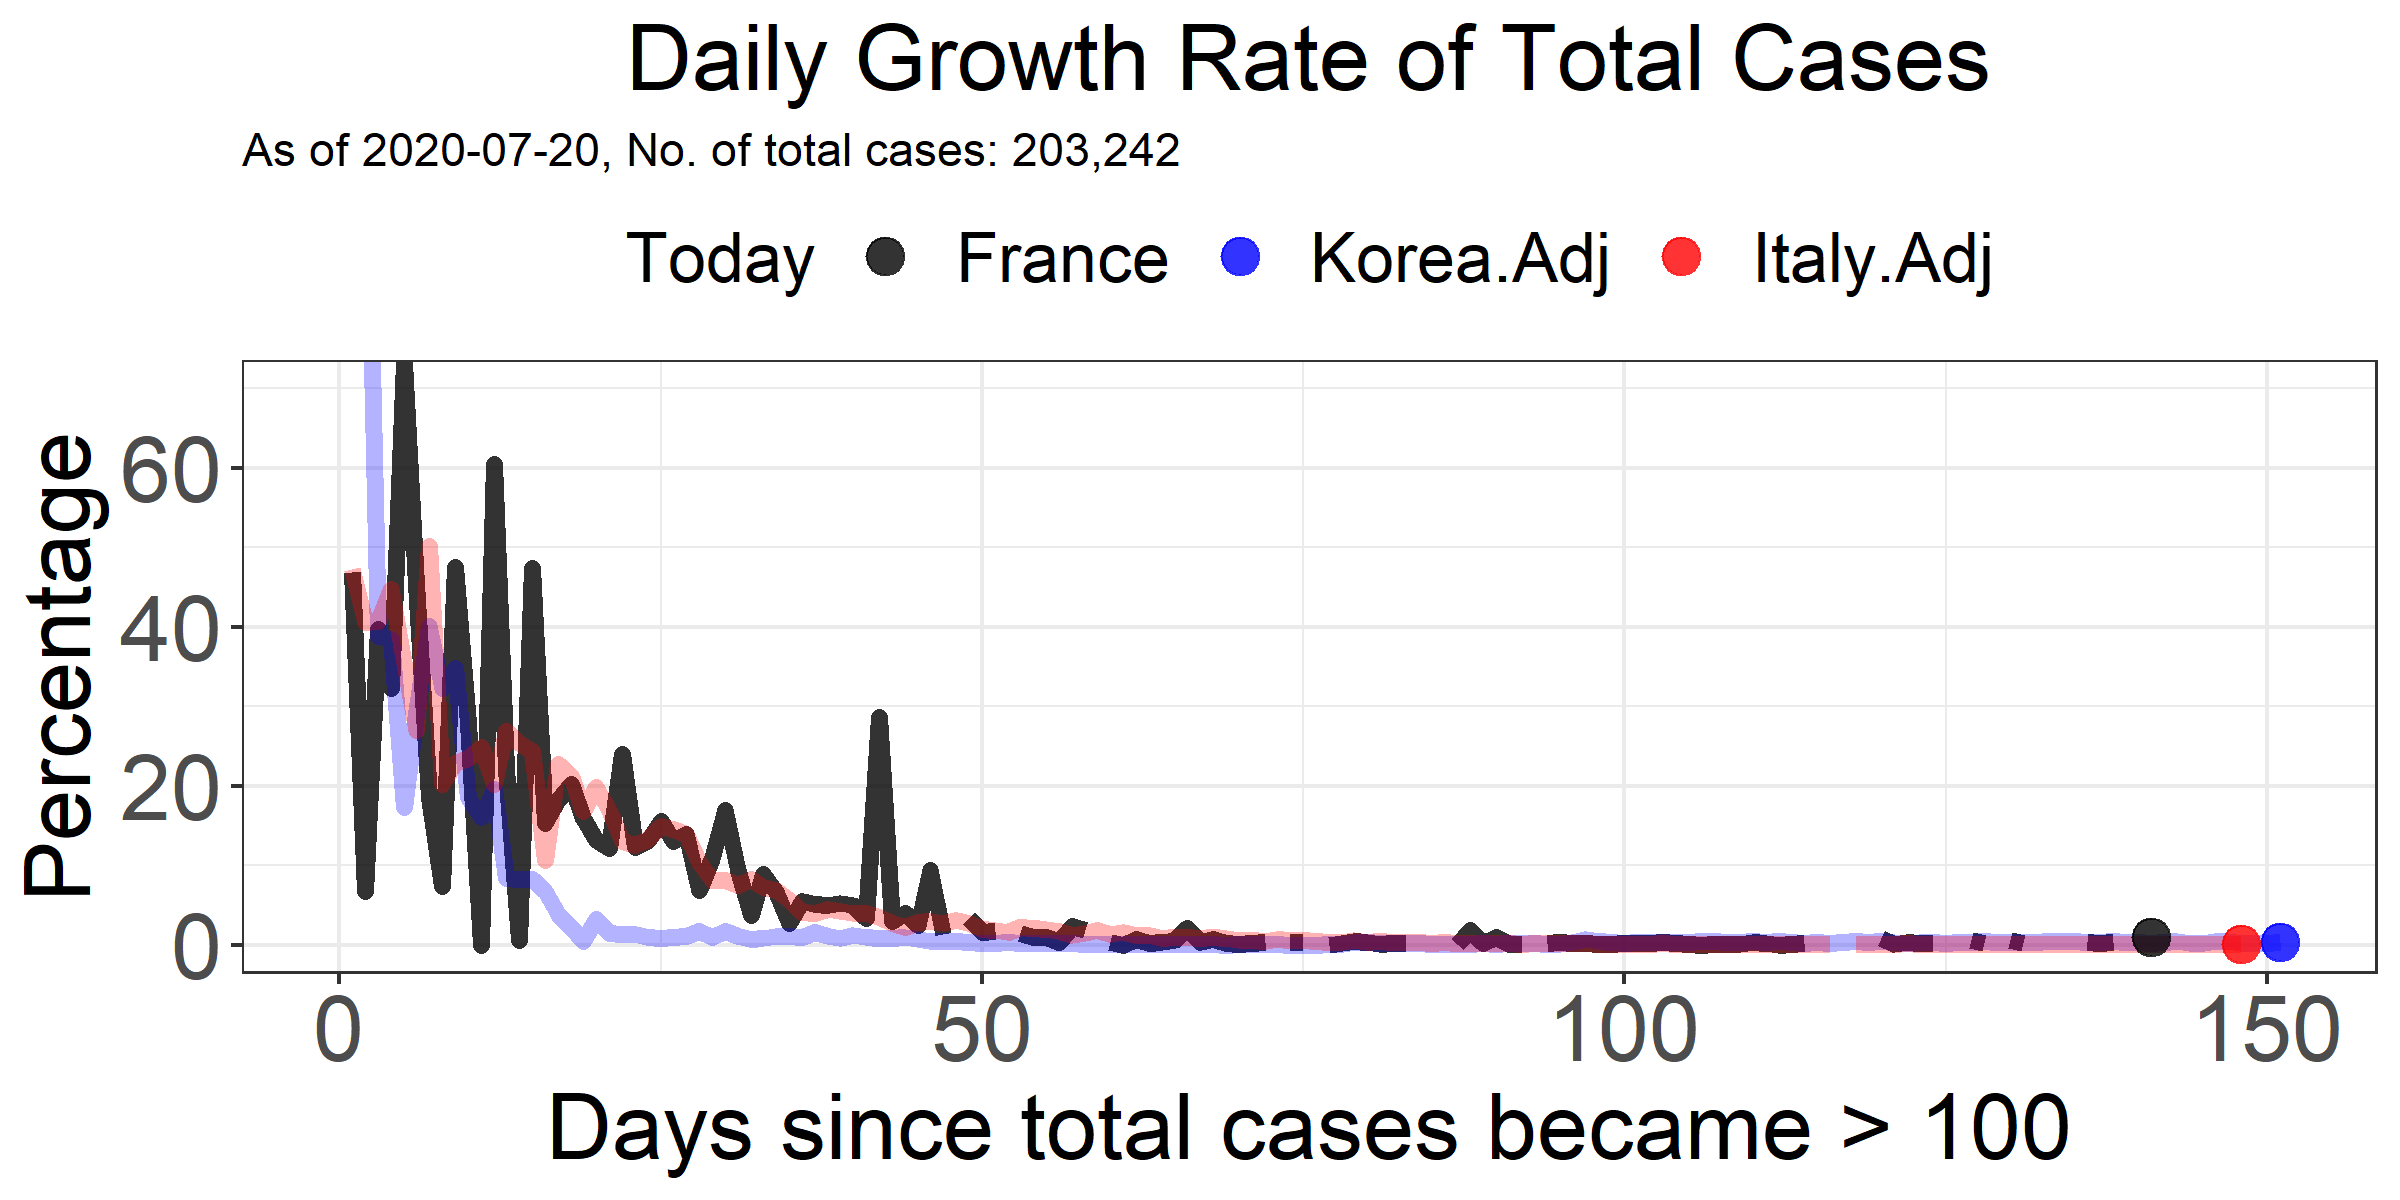 Daily Growth Rate of Total Cases
As of 2020-07-20, No. of total cases: 203,242
Today France Korea.Adj Italy.Adj
Percentage
60
40
20
0
0 50 100 150
Days since total cases became > 100